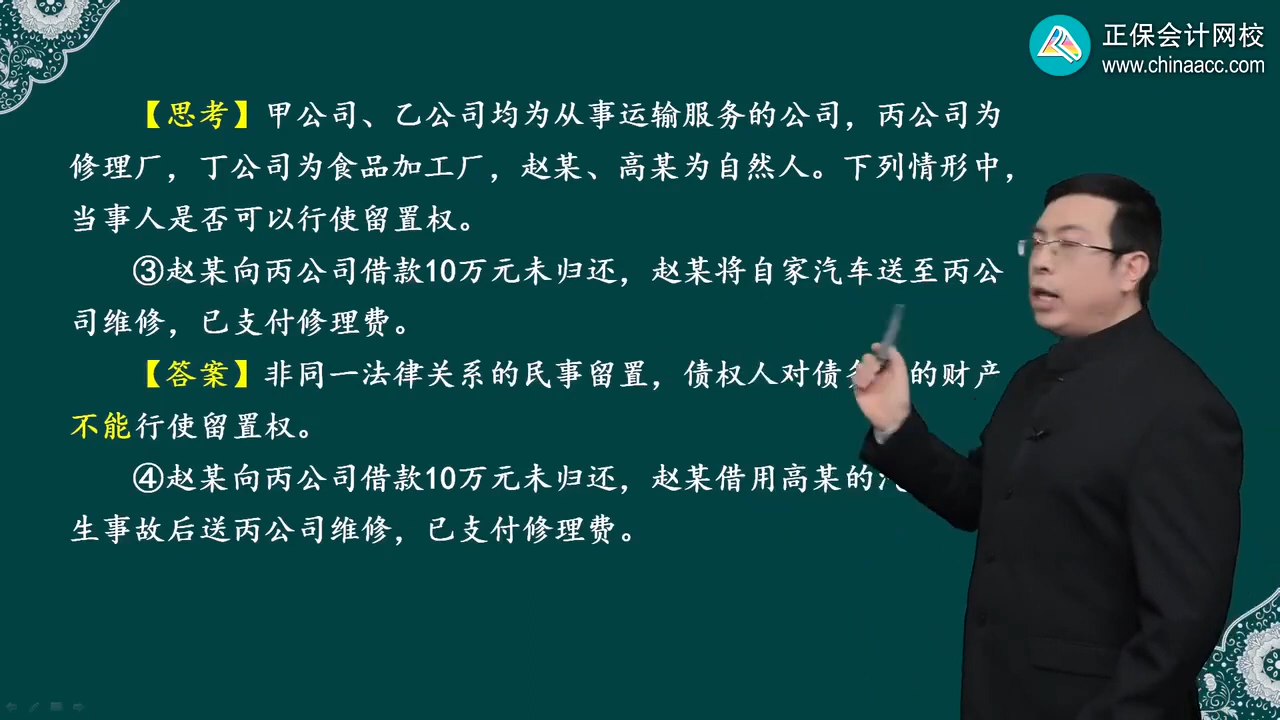 正保会计网校
www.chinaacc.com
【思考】甲公司、乙公司均为从事运输服务的公司，丙公司为
修理厂，丁公司为食品加工厂，赵某、高某为自然人。下列情形中，
当事人是否可以行使留置权。
③赵某向丙公司借款10万元未归还，赵某将自家汽车送至丙公
司维修，已支付修理费。
【答案】非同一法律关系的民事留置，债权人对债 的财产
不能行使留置权。
④赵某向丙公司借款10万元未归还，赵某借用高某的
生事故后送丙公司维修，已支付修理费。